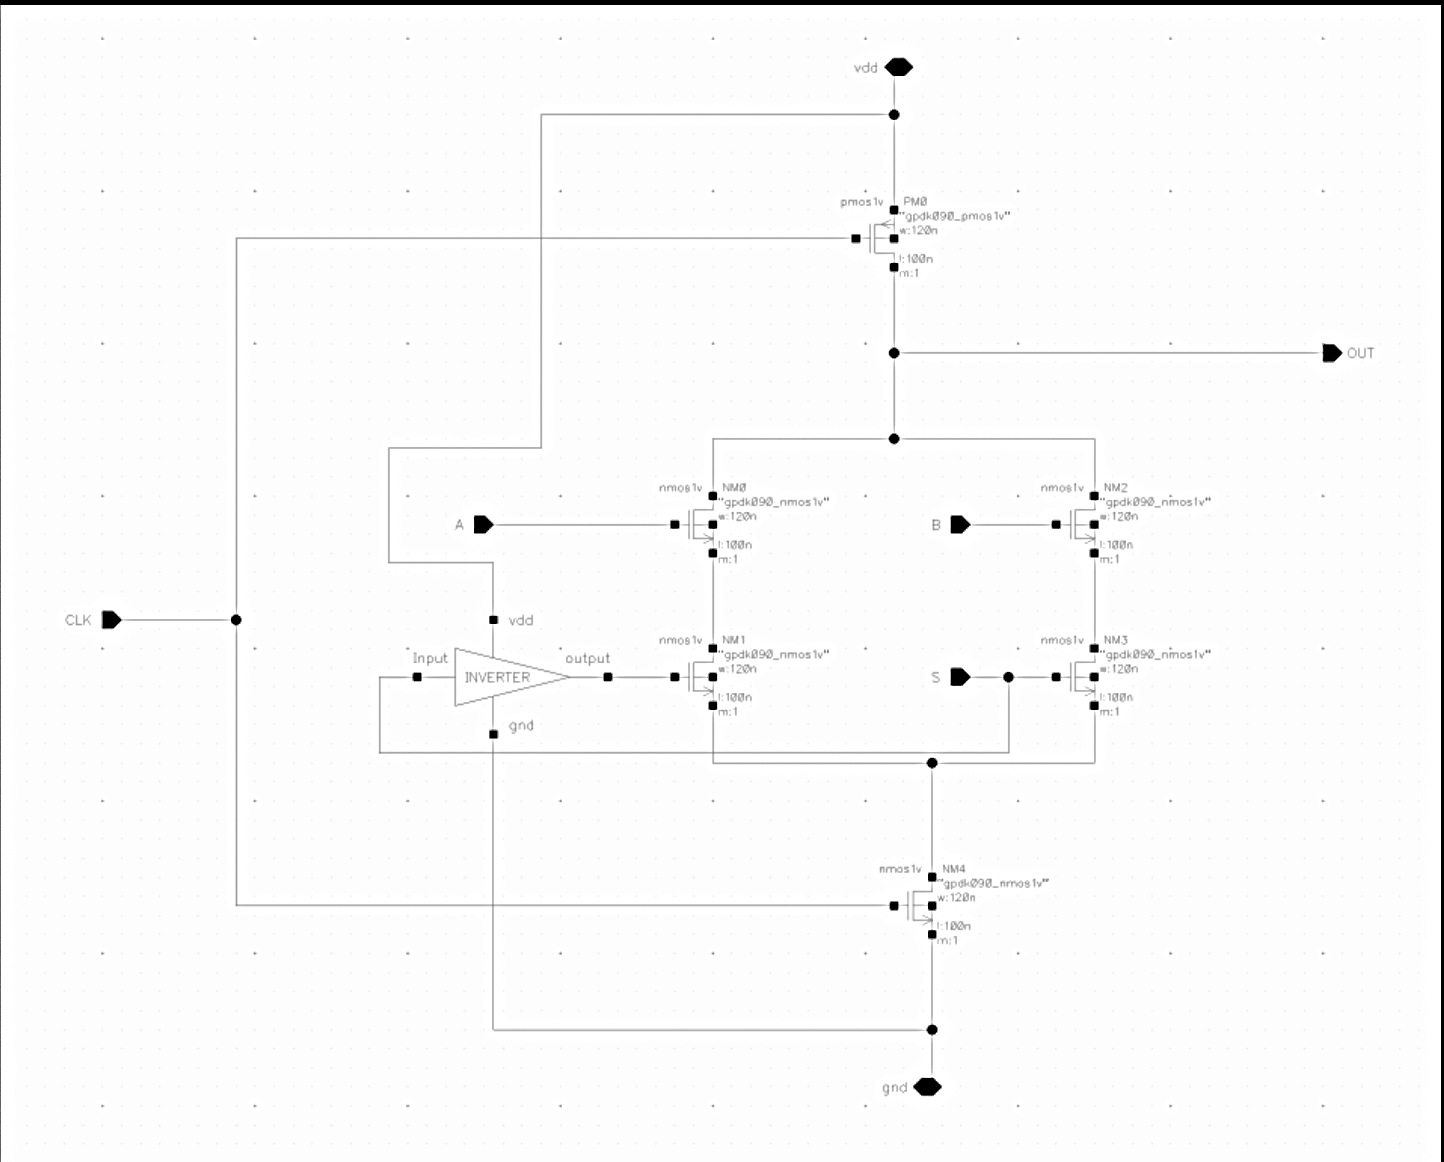 vdd
pmos1v PM0
"gpdk090_pmos1v"
w:120n
l:100n
m:1
OUT
nmos1v NM0
"gpdk090_nmos1v"
w:120n
l:100n
m:1
nmos1v NM2
"gpdk090_nmos1v"
w:120n
l:100n
m:1
A
B
CLK
vdd
Input
output
INVERTER
gnd
nmos1v NM1
"gpdk090_nmos1v"
w:120n
l:100n
m:1
S
nmos1v NM3
"gpdk090_nmos1v"
w:120n
l:100n
m:1
nmos1v NM4
"gpdk090_nmos1v"
w:120n
l:100n
m:1
gnd